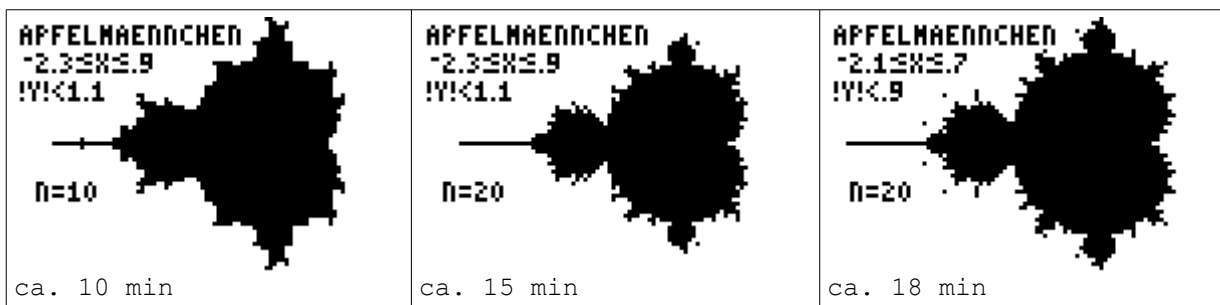 APFELMAENNCHEN
-2.3≤X≤.9
!Y!<1.1
N=10
ca. 10 min
APFELMAENNCHEN
-2.3≤X≤.9
!Y!<1.1
N=20
ca. 15 min
APFELMAENNCHEN
-2.1≤X≤.7
!Y!<.9
N=20
ca. 18 min